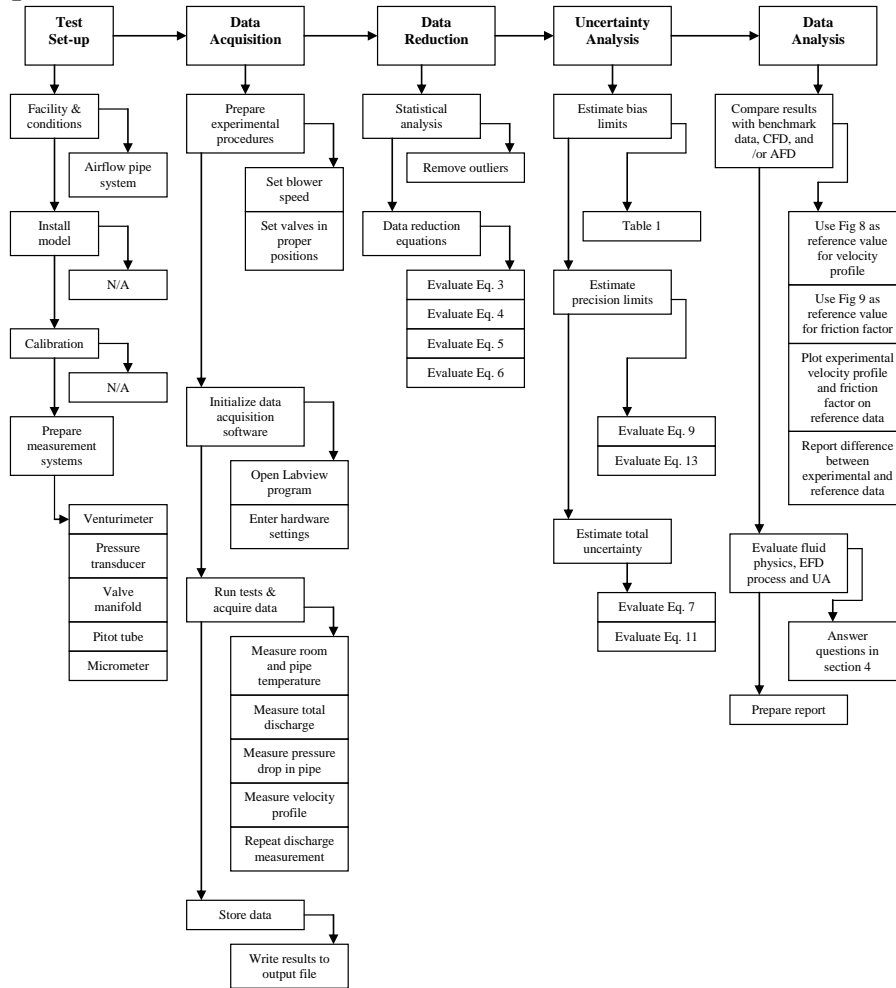 Test
Set-up
Data
Acquisition
Data
Reduction
Uncertainty
Analysis
Data
Analysis
Facility &
conditions
Airflow pipe
system
Install
model
N/A
Calibration
N/A
Prepare
measurement
systems
Venturimeter
Pressure
transducer
Valve
manifold
Pitot tube
Micrometer
Prepare
experimental
procedures
Set blower
speed
Set valves in
proper
positions
Initialize data
acquisition
software
Open Labview
program
Enter hardware
settings
Run tests &
acquire data
Measure room
and pipe
temperature
Measure total
discharge
Measure pressure
drop in pipe
Measure velocity
profile
Repeat discharge
measurement
Store data
Write results to
output file
Statistical
analysis
Remove outliers
Data reduction
equations
Evaluate Eq. 3
Evaluate Eq. 4
Evaluate Eq. 5
Evaluate Eq. 6
Estimate bias
limits
Table 1
Estimate
precision limits
Evaluate Eq. 9
Evaluate Eq. 13
Estimate total
uncertainty
Evaluate Eq. 7
Evaluate Eq. 11
Compare results
with benchmark
data, CFD, and
/or AFD
Use Fig 8 as
reference value
for velocity
profile
Use Fig 9 as
reference value
for friction factor
Plot experimental
velocity profile
and friction
factor on
reference data
Report difference
between
experimental and
reference data
Evaluate fluid
physics, EFD
process and UA
Answer
questions in
section 4
Prepare report